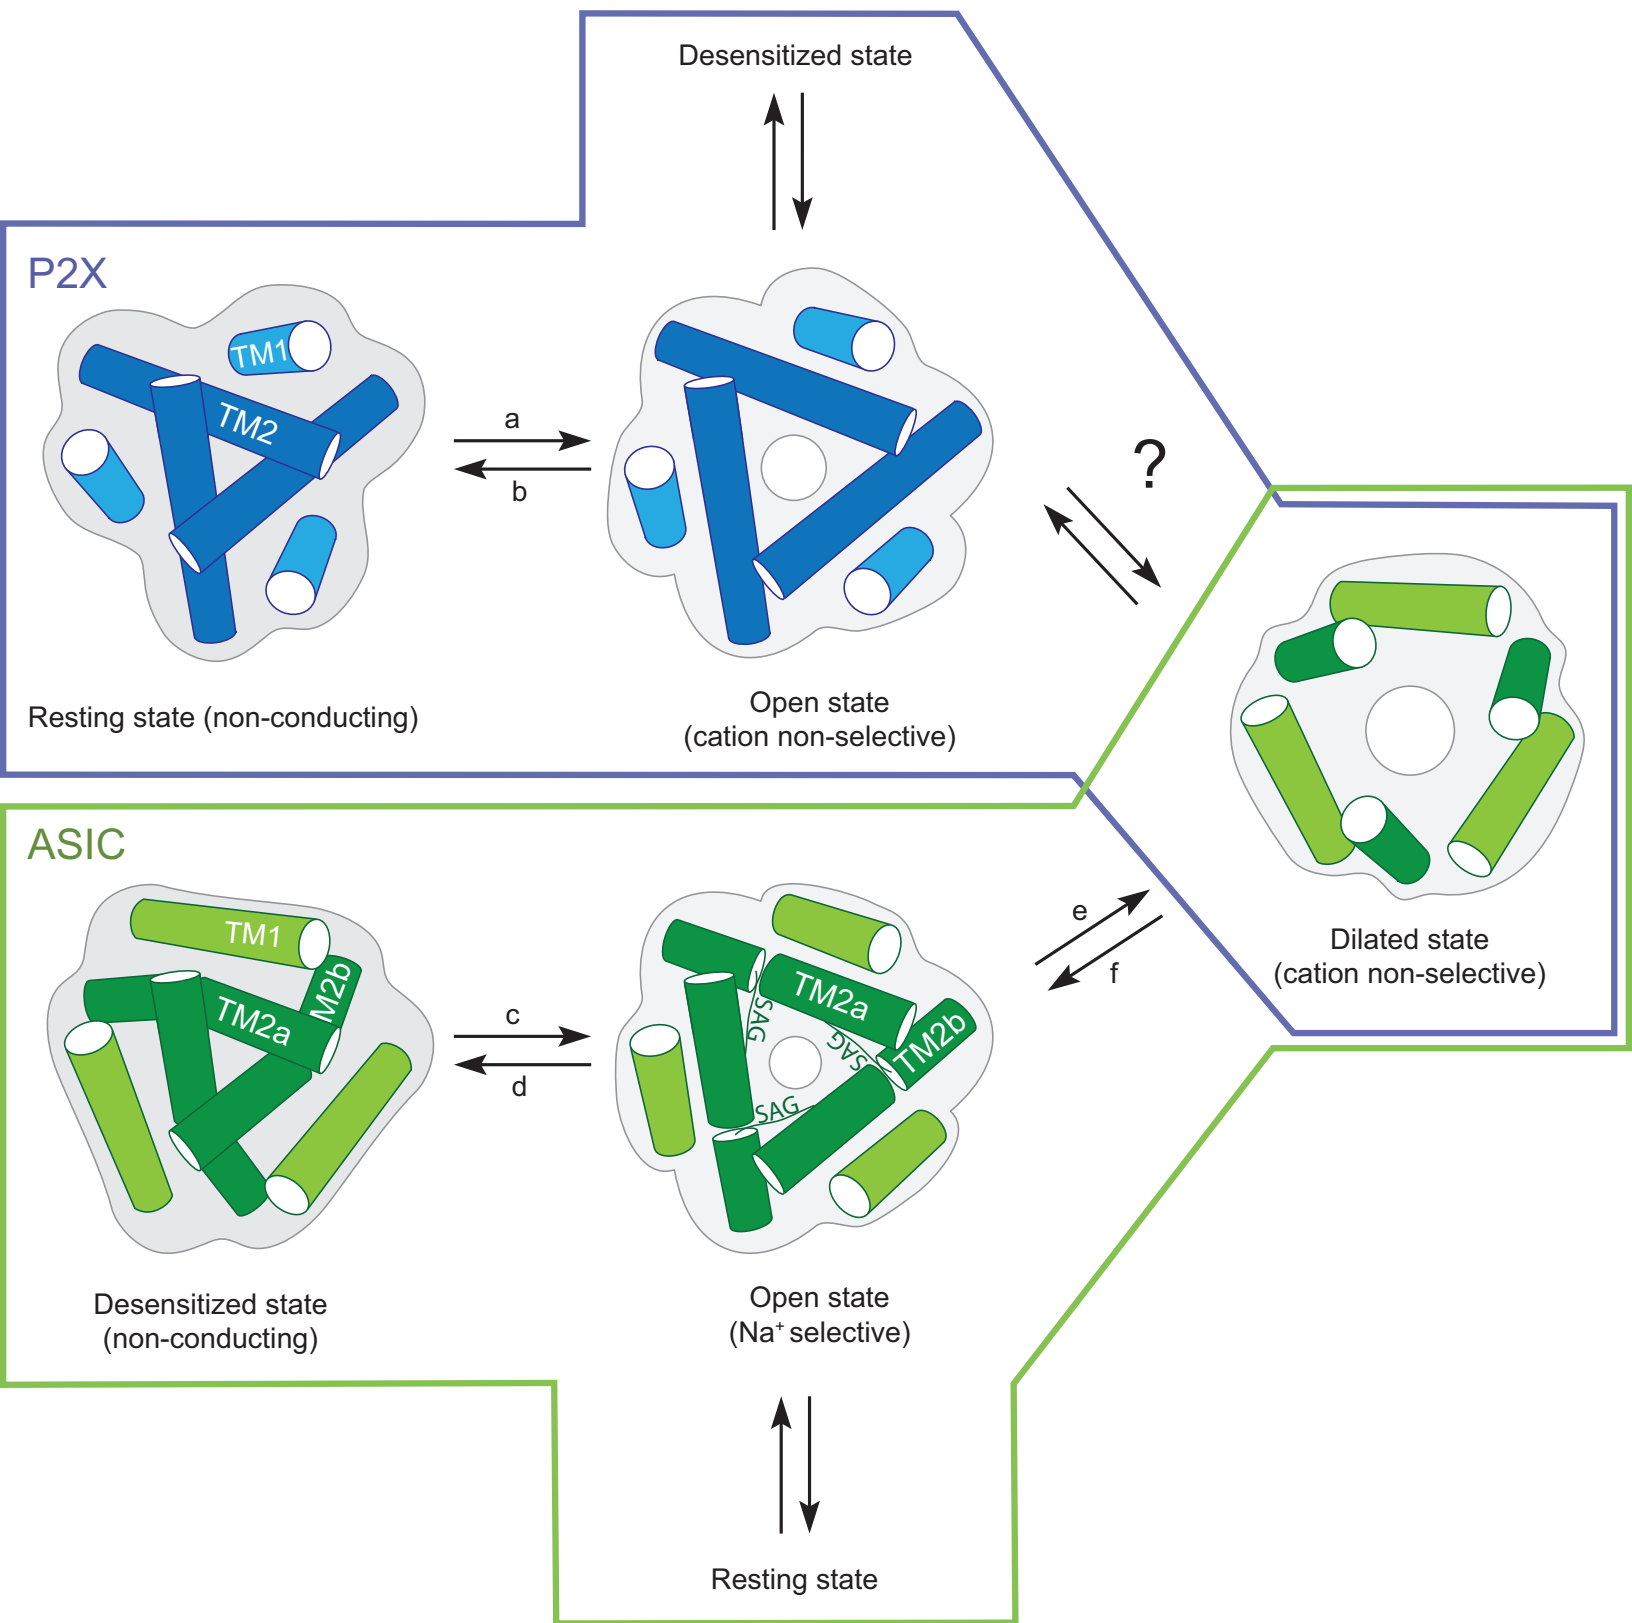 Desensitized state
P2X
TM1
TM2
a
b
?
Resting state (non-conducting)
Open state
(cation non-selective)
ASIC
TM1
M2b
TM2a
c
d
TM2a
TM2b
SAG
SAG
SAG
e
f
Dilated state
(cation non-selective)
Desensitized state
(non-conducting)
Open state
(Na⁺ selective)
Resting state